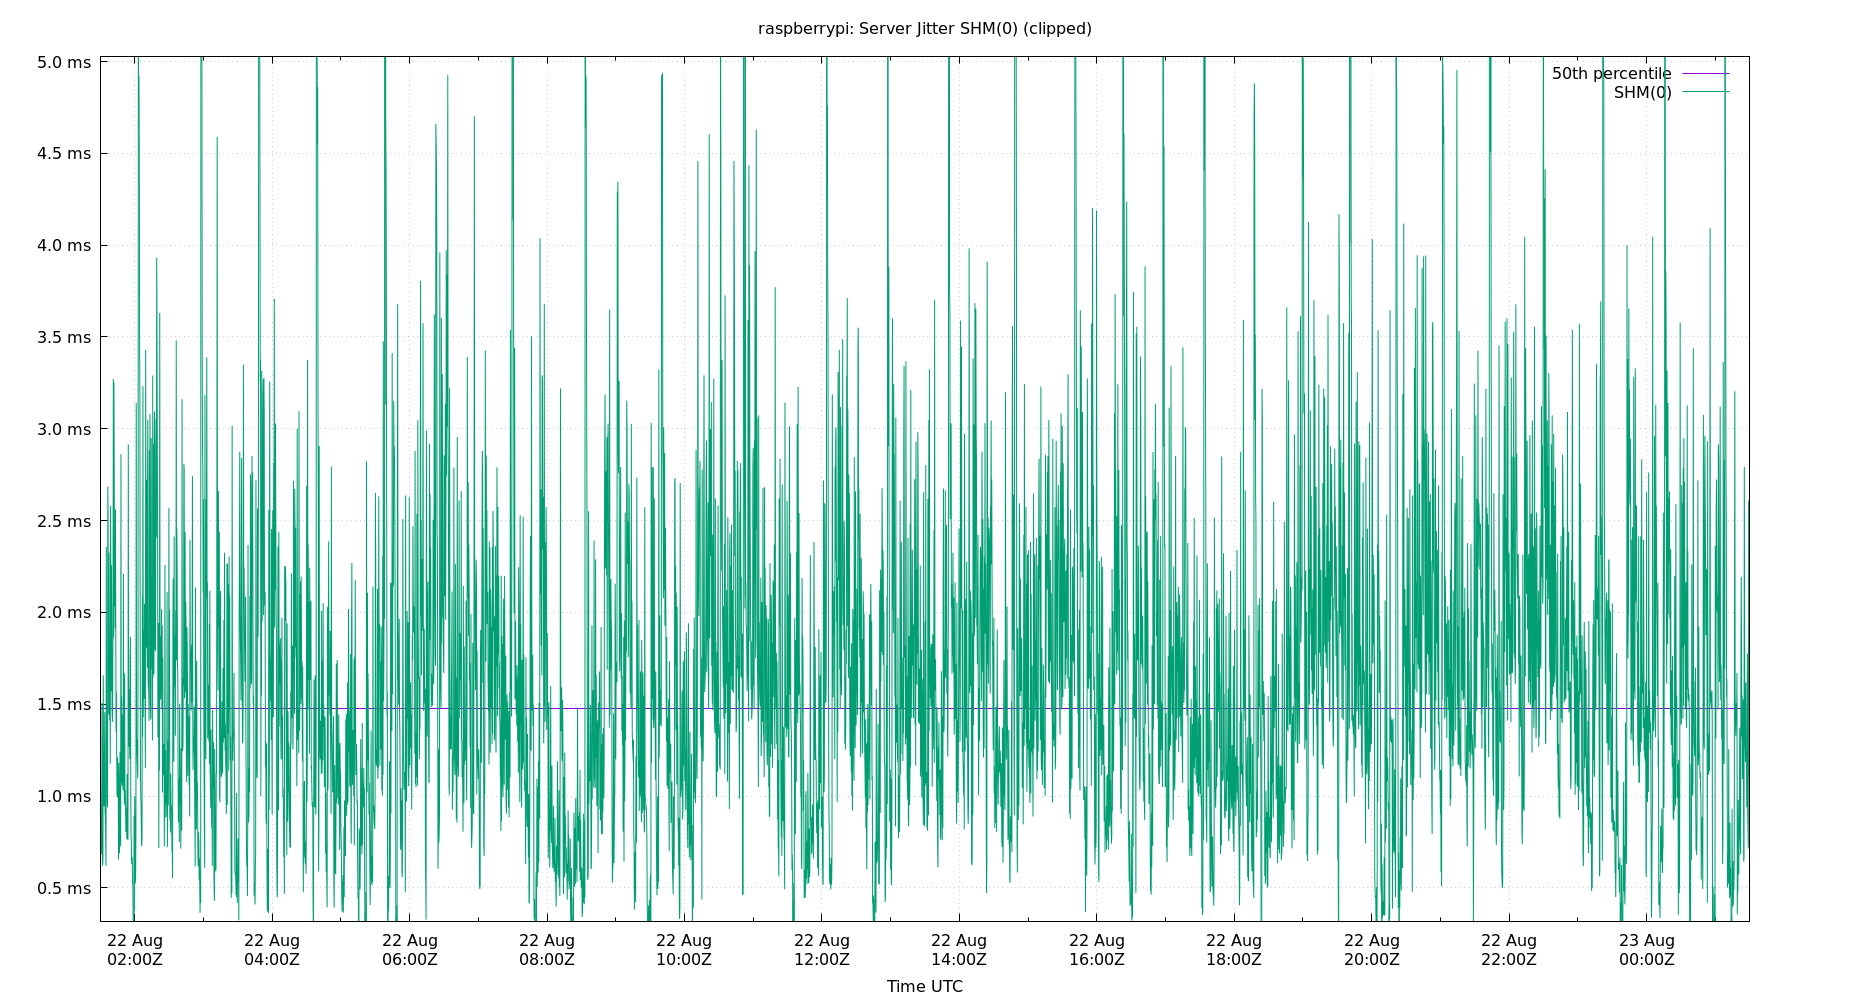 raspberrypi: Server Jitter SHM(0) (clipped)
50th percentile
SHM(0)
5.0 ms
4.5 ms
4.0 ms
3.5 ms
3.0 ms
2.5 ms
2.0 ms
1.5 ms
1.0 ms
0.5 ms
22 Aug 22 Aug 22 Aug 22 Aug 22 Aug 22 Aug 22 Aug 22 Aug 22 Aug 22 Aug 22 Aug 23 Aug
02:00Z 04:00Z 06:00Z 08:00Z 10:00Z 12:00Z 14:00Z 16:00Z 18:00Z 20:00Z 22:00Z 00:00Z
Time UTC